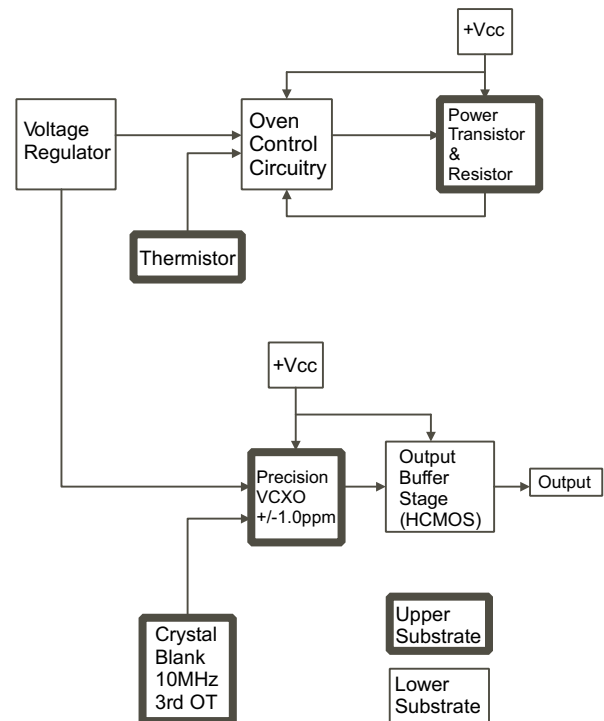 +Vcc
Voltage
Regulator
Oven
Control
Circuitry
Power
Transistor
&
Resistor
Thermistor
+Vcc
Precision
VCXO
+/-1.0ppm
Output
Buffer
Stage
(HCMOS)
Output
Crystal
Blank
10MHz
3rd OT
Upper
Substrate
Lower
Substrate